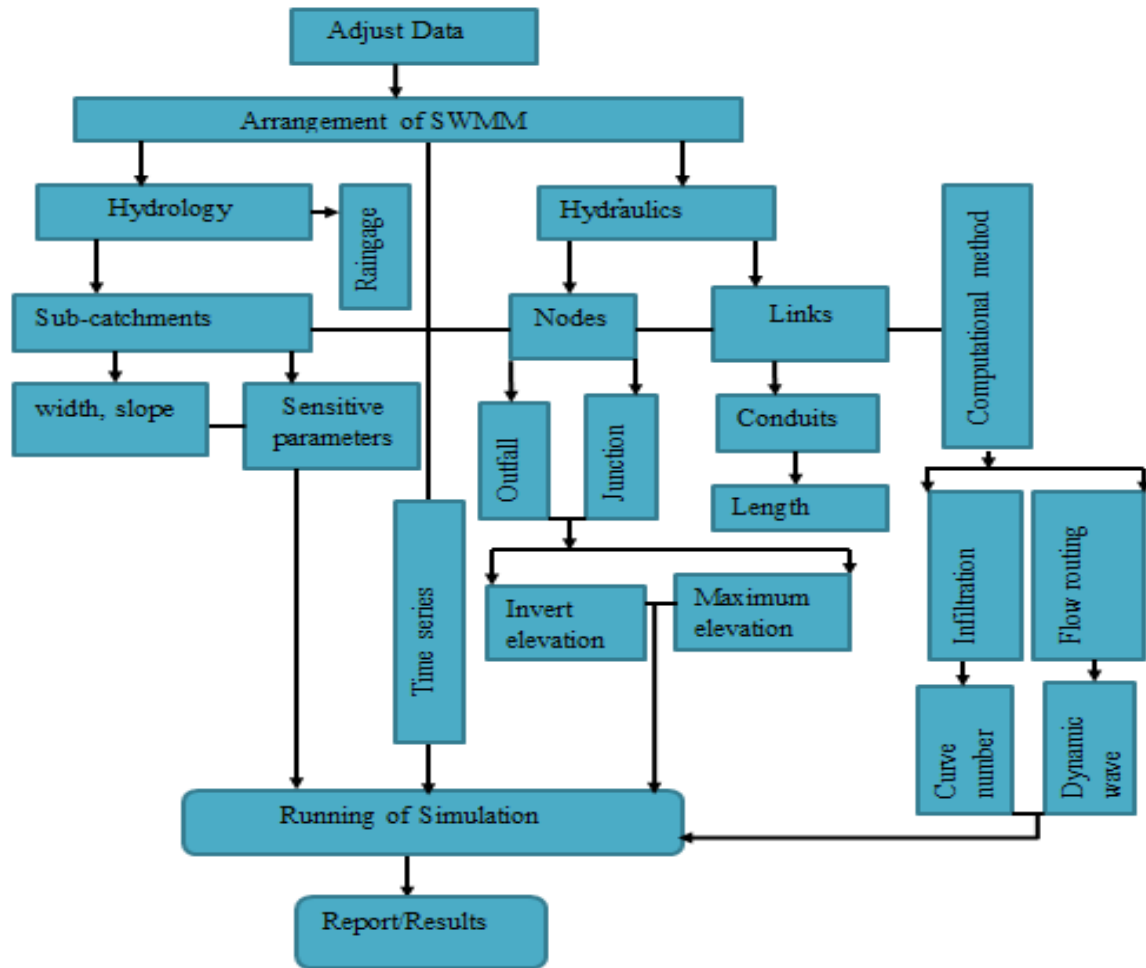 Adjust Data
Arrangement of SWMM
Hydrology
Raingage
Hydraulics
Computational method
Sub-catchments
Nodes
Links
width, slope
Sensitive
parameters
Outfall
Junction
Conduits
Length
Time series
Invert
elevation
Maximum
elevation
Infiltration
Flow routing
Curve
number
Dynamic
wave
Running of Simulation
Report/Results